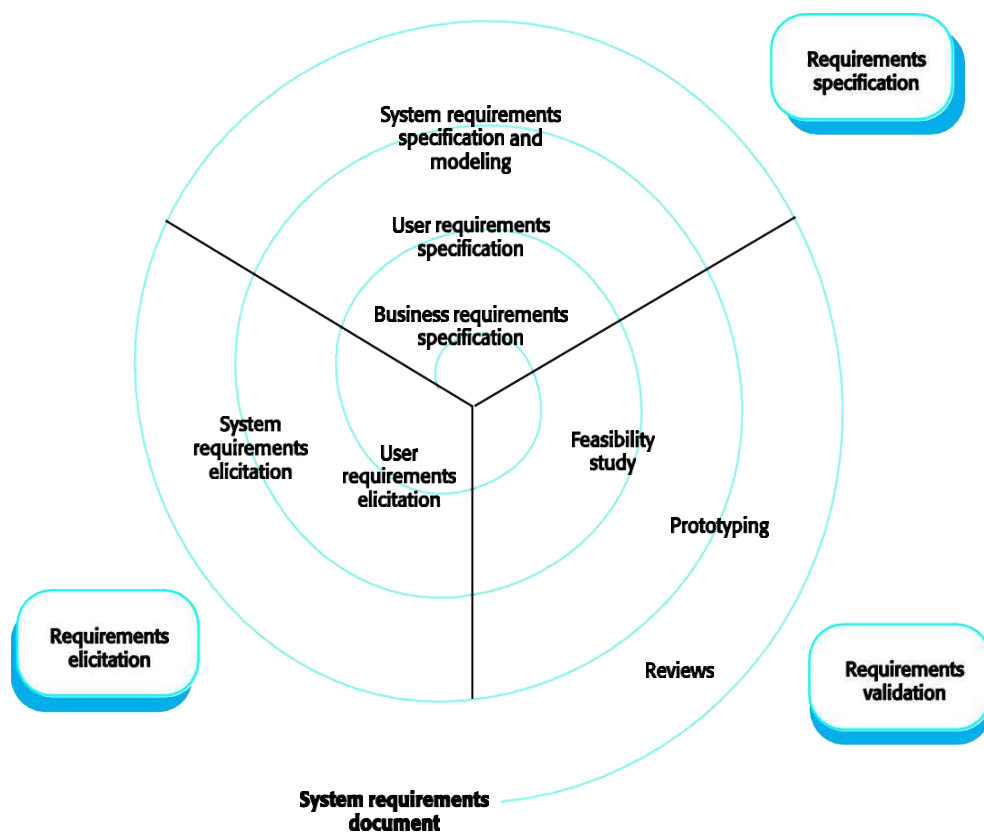 Requirements
specification
System requirements
specification and
modeling
User requirements
specification
Business requirements
specification
System
requirements
elicitation
User
requirements
elicitation
Feasibility
study
Prototyping
Reviews
Requirements
elicitation
Requirements
validation
System requirements
document